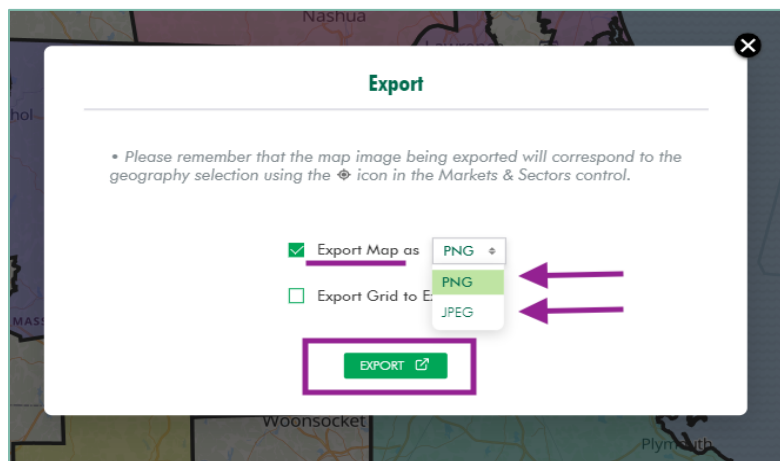 Nashua
Export
• Please remember that the map image being exported will correspond to the
geography selection using the icon in the Markets & Sectors control.
Export Map as PNG
PNG
Export Grid to E
JPEG
MASS
EXPORT
Woonsocket
Plymouth